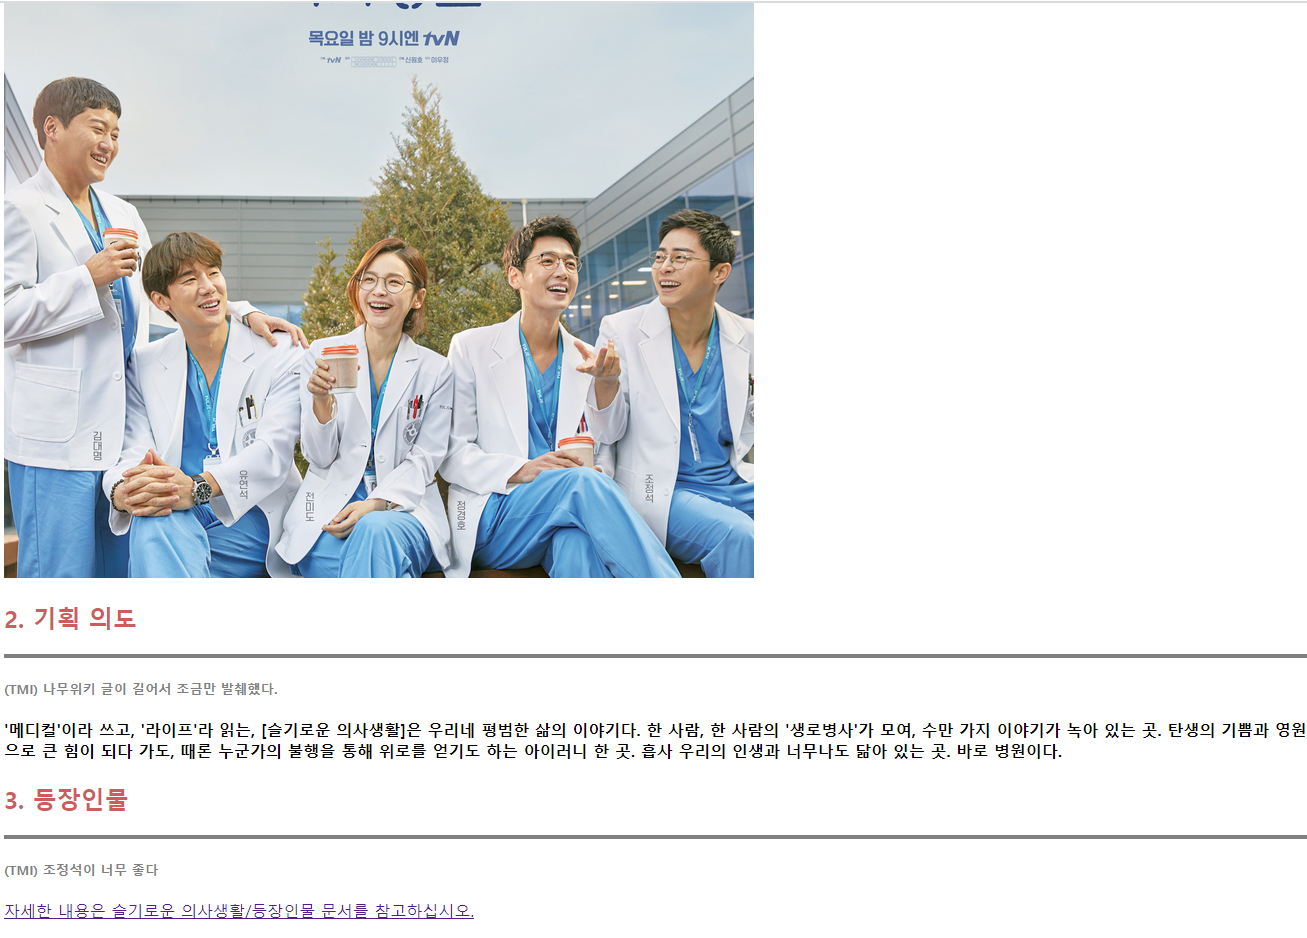 목요일 밤 9시엔 tvN
tvN 신원호 이우정
김대명
유연석
전미도
정경호
조정석
2. 기획 의도
(TMI) 나무위키 글이 길어서 조금만 발췌했다.
'메디컬'이라 쓰고, '라이프'라 읽는, [슬기로운 의사생활]은 우리네 평범한 삶의 이야기다. 한 사람, 한 사람의 '생로병사'가 모여, 수만 가지 이야기가 녹아 있는 곳. 탄생의 기쁨과 영원
으로 큰 힘이 되다 가도, 때론 누군가의 불행을 통해 위로를 얻기도 하는 아이러니 한 곳. 흡사 우리의 인생과 너무나도 닮아 있는 곳. 바로 병원이다.
3. 등장인물
(TMI) 조정석이 너무 좋다
자세한 내용은 슬기로운 의사생활/등장인물 문서를 참고하십시오.